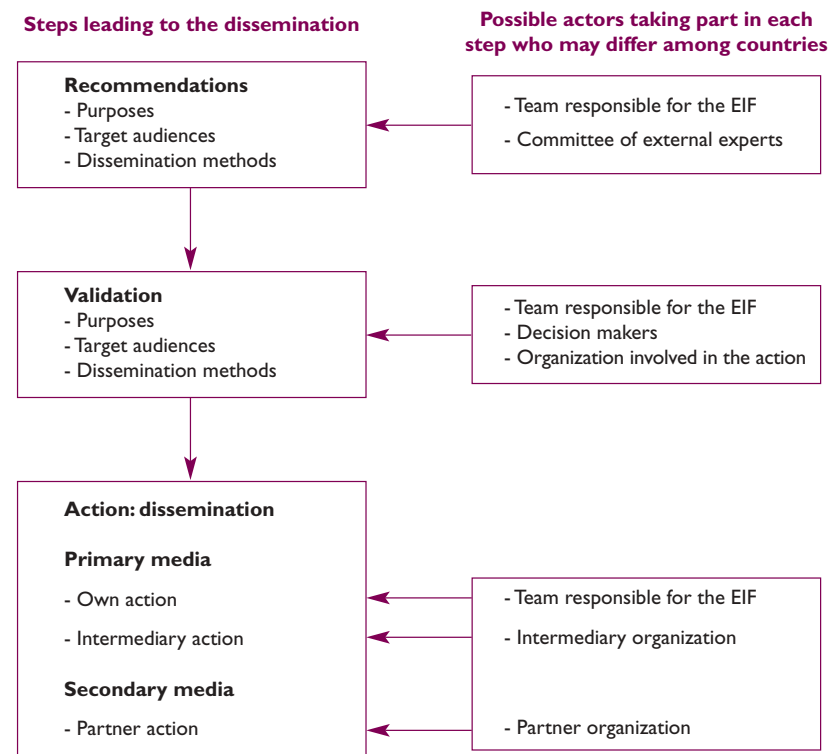 Steps leading to the dissemination
Possible actors taking part in each
step who may differ among countries
Recommendations
- Purposes
- Target audiences
- Dissemination methods
- Team responsible for the EIF
- Committee of external experts
Validation
- Purposes
- Target audiences
- Dissemination methods
- Team responsible for the EIF
- Decision makers
- Organization involved in the action
Action: dissemination
Primary media
- Own action
- Intermediary action
Secondary media
- Partner action
- Team responsible for the EIF
- Intermediary organization
- Partner organization